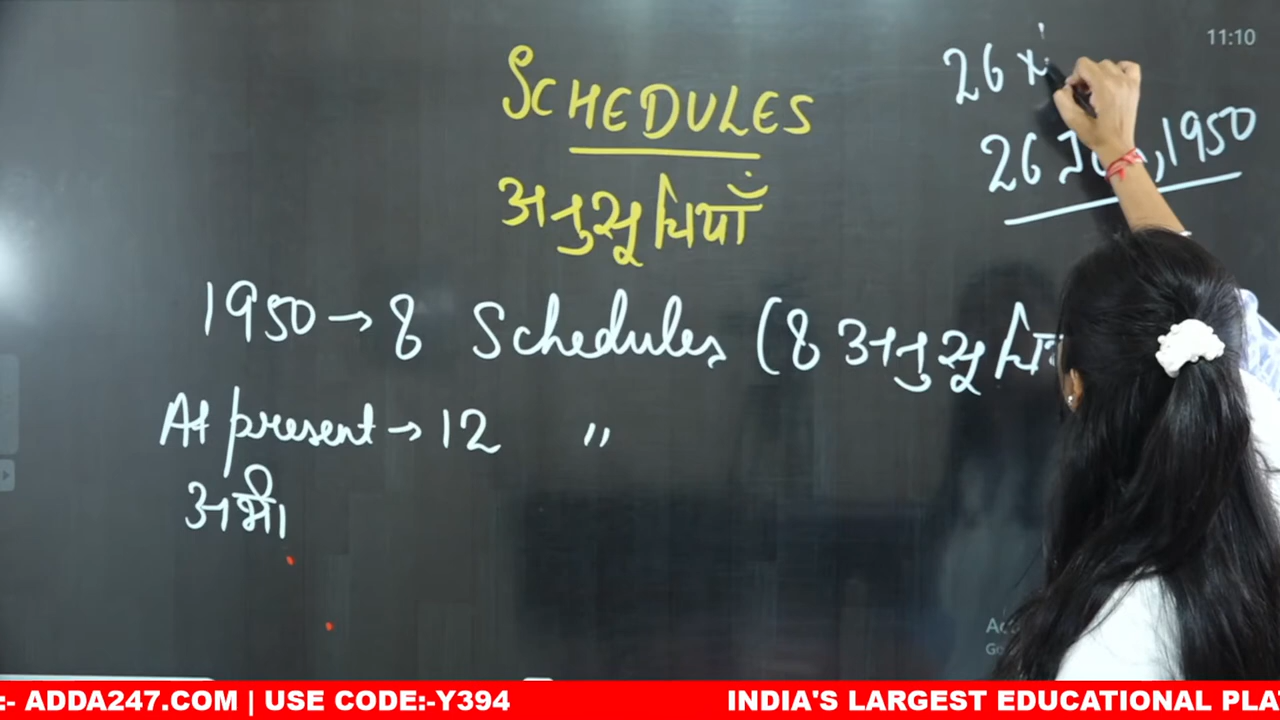 11:10
26
26 Jan, 1950
SCHEDULES
अनुसूचियाँ
1950 → 8 Schedules (8 अनुसूचि
At present → 12 "
अभी
:- ADDA247.COM | USE CODE:-Y394
INDIA'S LARGEST EDUCATIONAL PLA